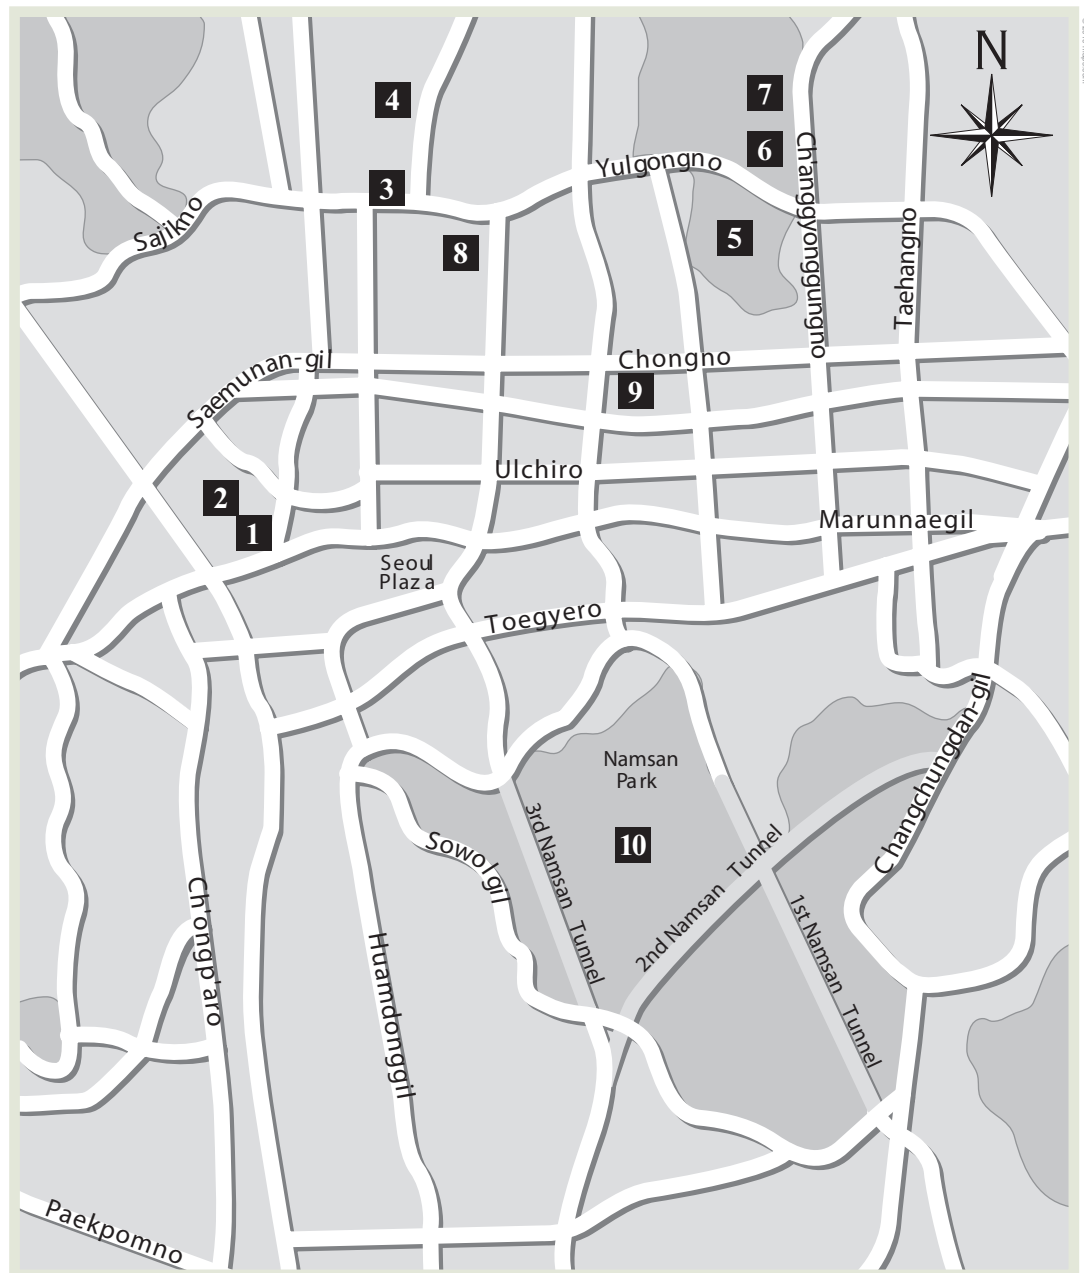 N
4
7
6
Yulgongno
3
Sajikno
5
8
Ch'anggyonggungno
Taehangno
Saemunan-gil
Chongno
9
Ulchiro
2
1
Marunnaegil
Seoul
Plaza
Toegyero
Namsan
Park
10
Changchungdan-gil
3rd Namsan Tunnel
2nd Namsan Tunnel
1st Namsan Tunnel
Sowolgil
Ch'ongp'aro
Huamdonggil
Paekpomno